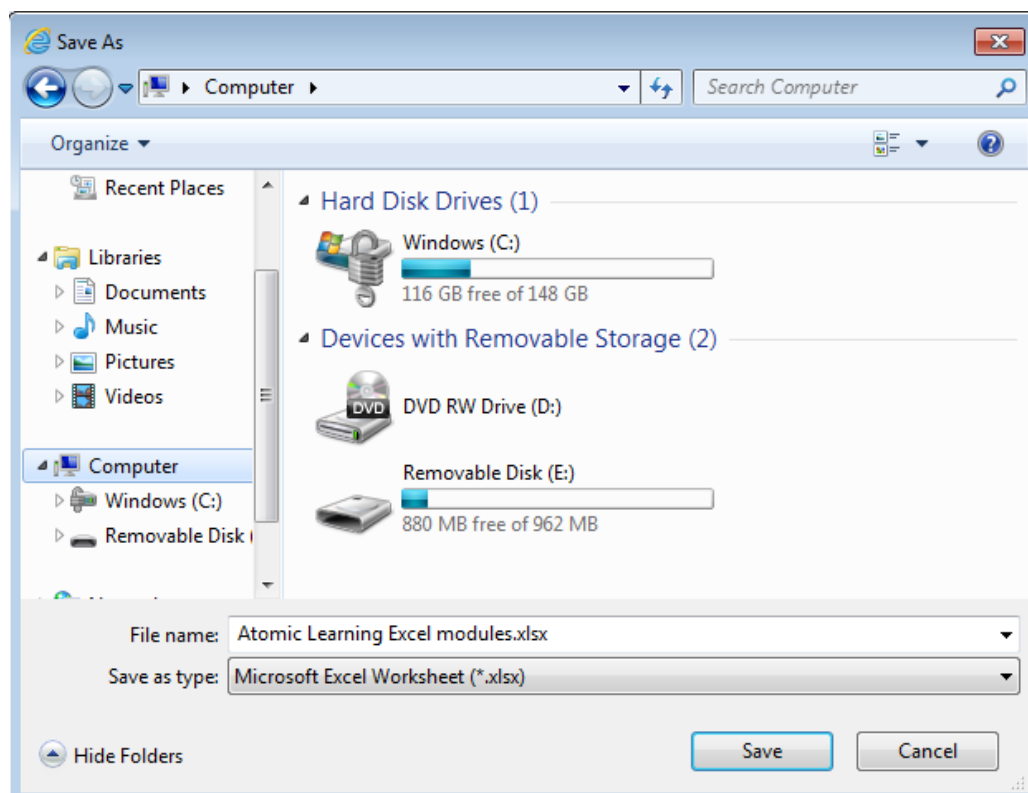 Save As
Computer
Search Computer
Organize
Recent Places
Libraries
Documents
Music
Pictures
Videos
Computer
Windows (C:)
Removable Disk (
Hard Disk Drives (1)
Windows (C:)
116 GB free of 148 GB
Devices with Removable Storage (2)
DVD
DVD RW Drive (D:)
Removable Disk (E:)
880 MB free of 962 MB
File name: Atomic Learning Excel modules.xlsx
Save as type: Microsoft Excel Worksheet (*.xlsx)
Hide Folders
Save
Cancel